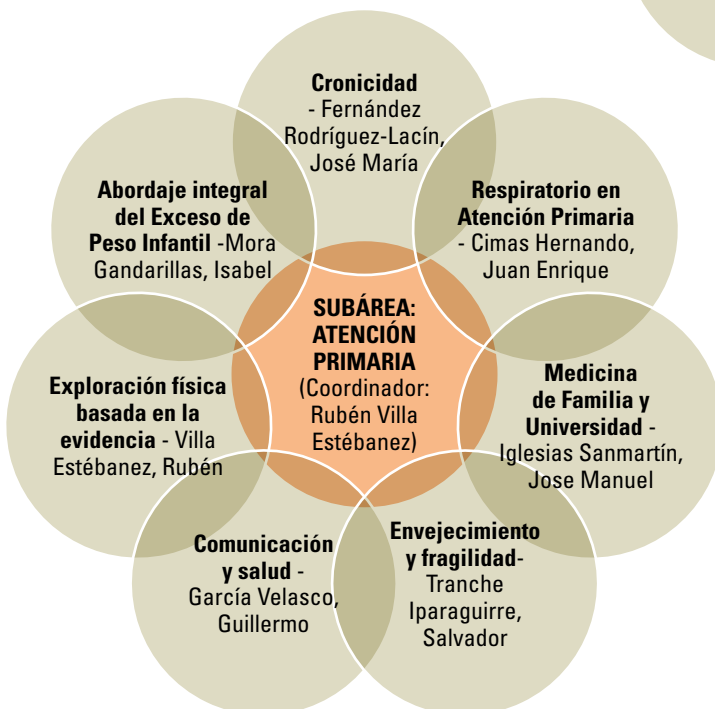 Cronicidad
- Fernández
Rodríguez-Lacín,
José María
Respiratorio en
Atención Primaria
- Cimas Hernando,
Juan Enrique
Medicina
de Familia y
Universidad -
Iglesias Sanmartín,
Jose Manuel
Envejecimiento
y fragilidad-
Tranche
Iparaguirre,
Salvador
Comunicación
y salud -
García Velasco,
Guillermo
Exploración física
basada en la
evidencia - Villa
Estébanez, Rubén
Abordaje integral
del Exceso de
Peso Infantil -Mora
Gandarillas, Isabel
SUBÁREA:
ATENCIÓN
PRIMARIA
(Coordinador:
Rubén Villa
Estébanez)